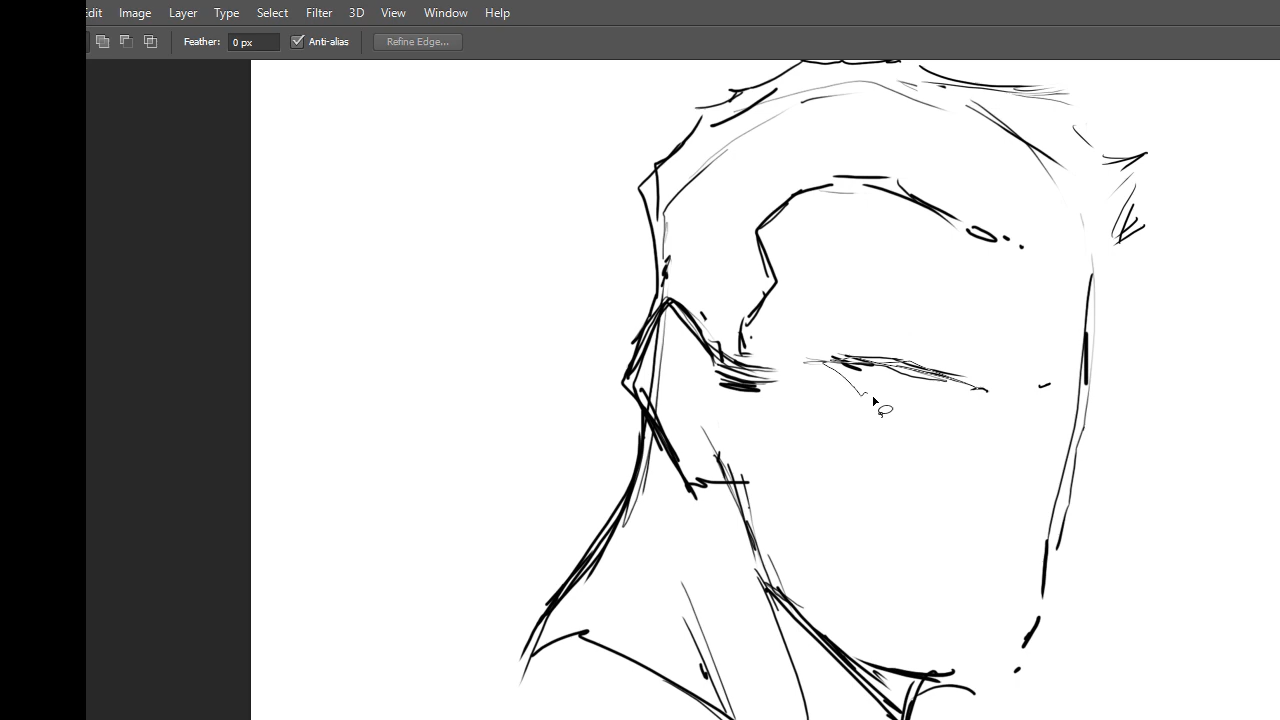 Edit Image Layer Type Select Filter 3D View Window Help
Feather: 0 px Anti-alias Refine Edge...